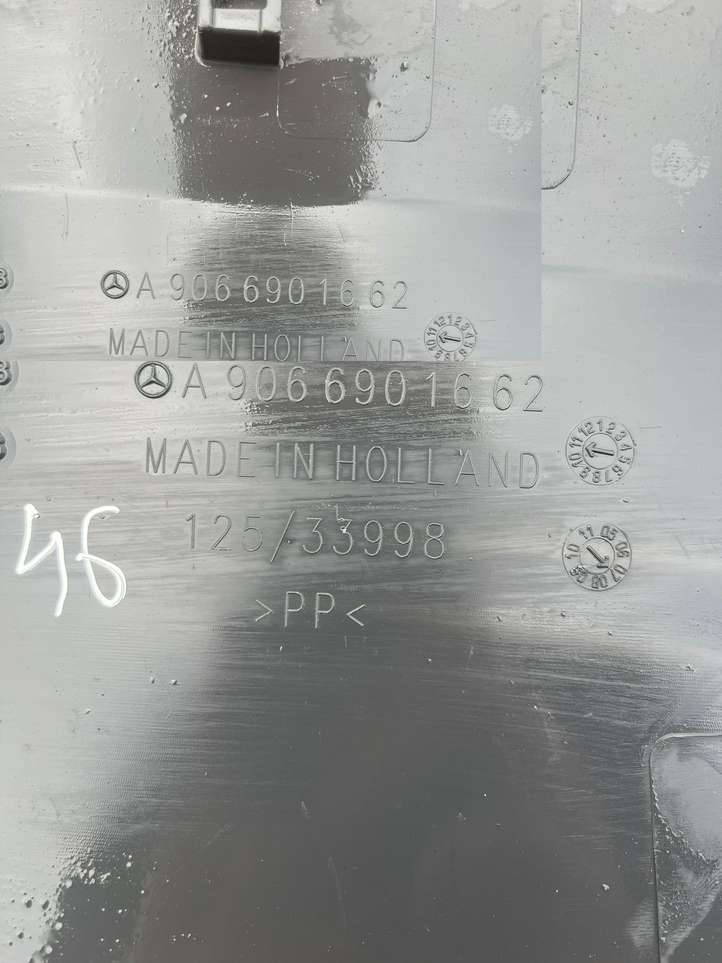 A 906 690 16 62
MADE IN HOLLAND
A 906 690 16 62
MADE IN HOLLAND
125/33998
>PP<
46